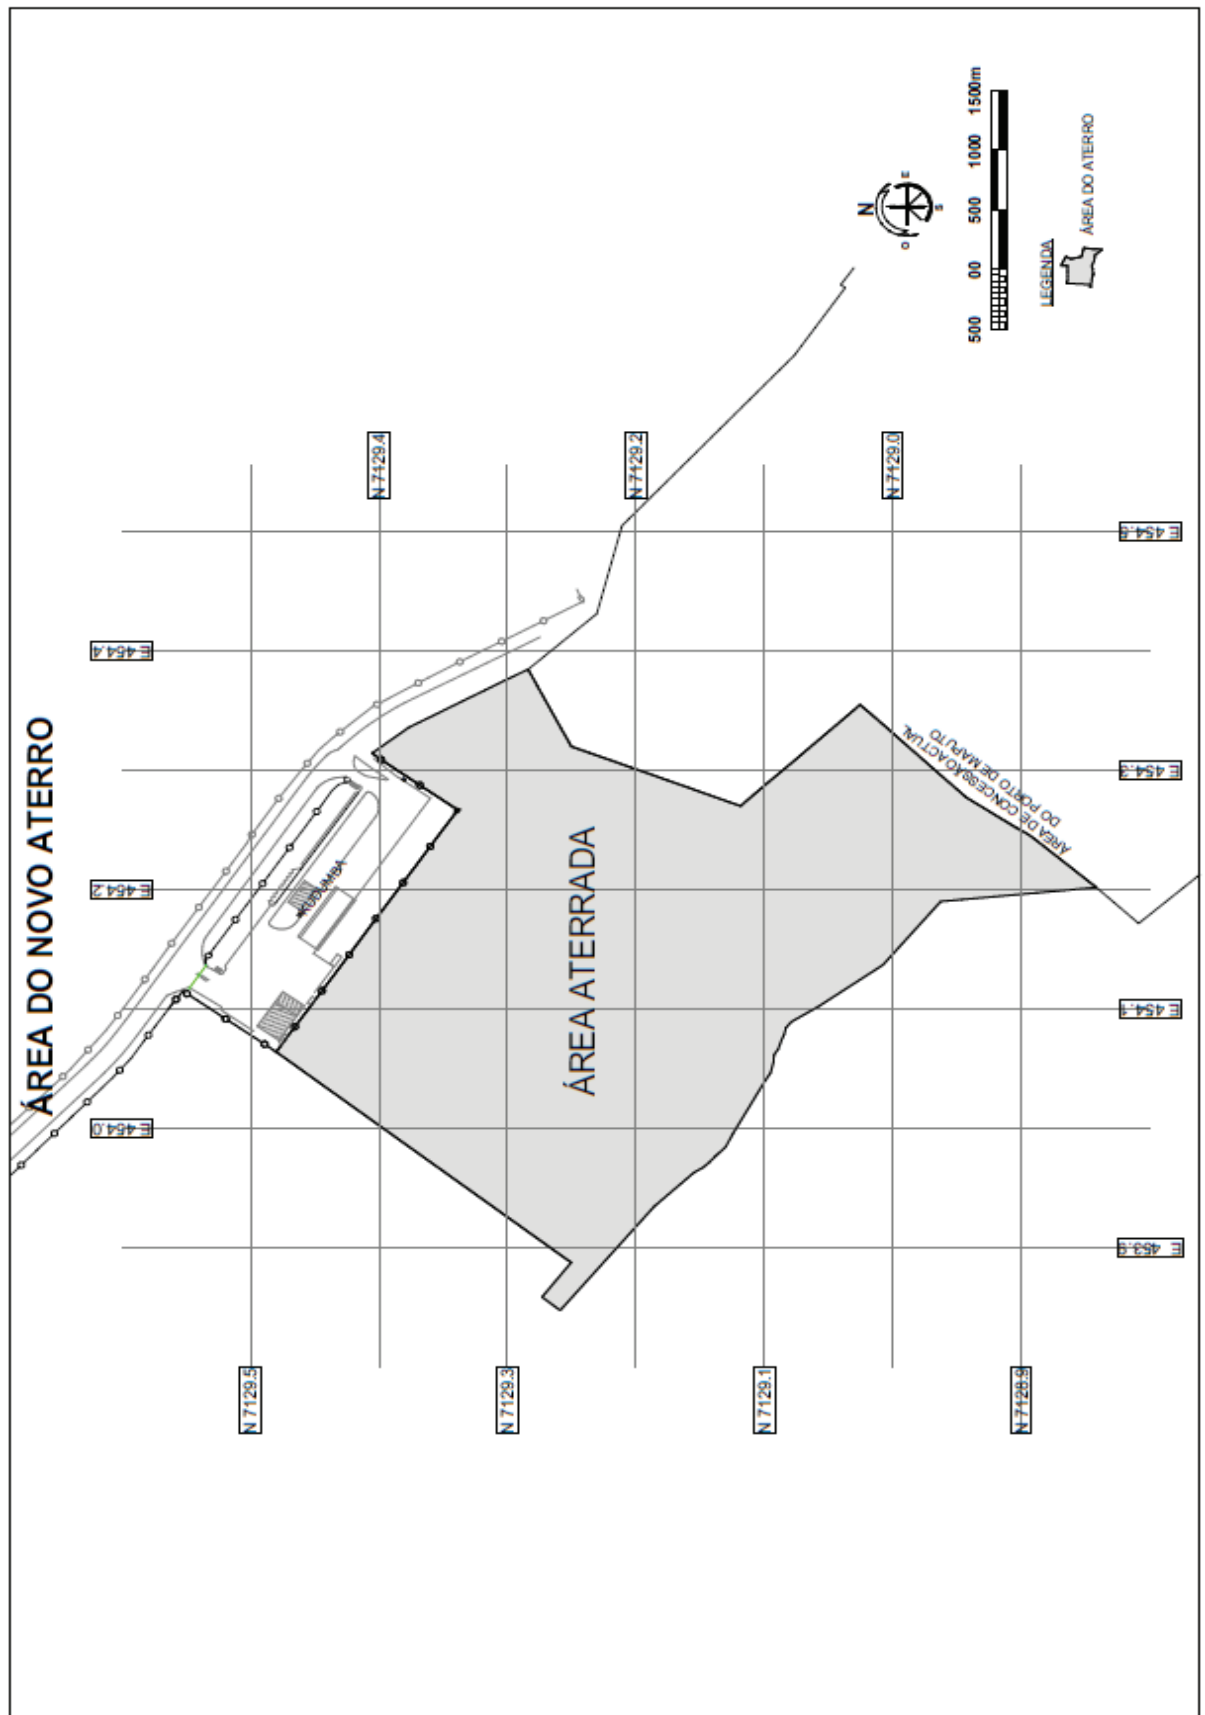 ÁREA DO NOVO ATERRO
E 454.0
E 454.2
E 454.4
N 7129.5
KUDUMBA
N 7129.4
N 7129.3
ÁREA ATERRADA
N 7129.2
N 7129.1
N 7129.0
ÁREA DE CONCESSÃO ACTUAL
DO PORTO DE MAPUTO
N 7128.9
E 453.9
E 454.1
E 454.3
E 454.5
N
O
E
S
500 00 500 1000 1500m
LEGENDA
ÁREA DO ATERRO